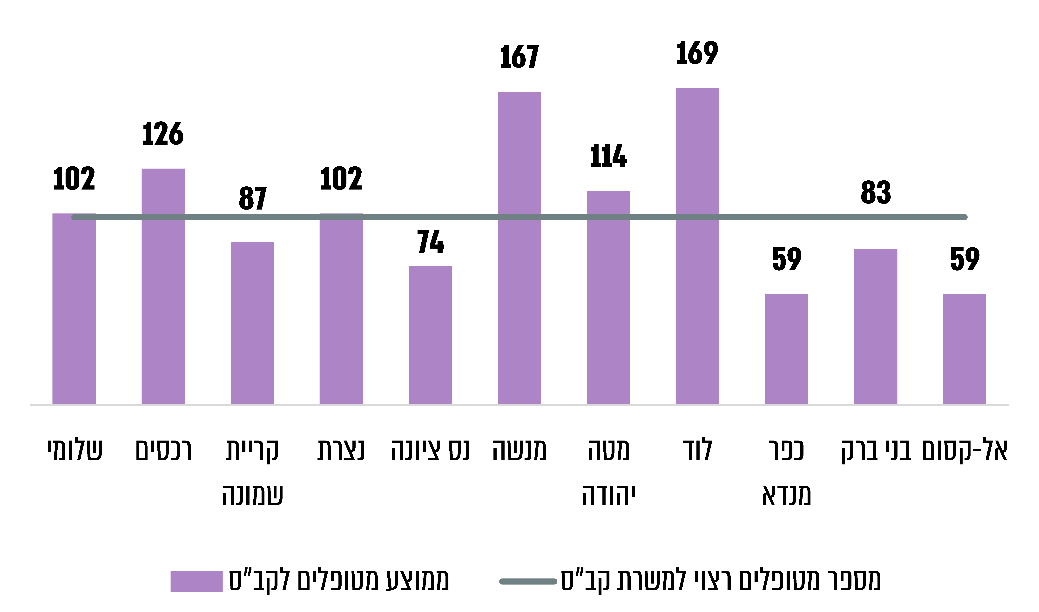 169
167
126
114
102
102
87
83
74
59
59
שלומי
רכסים
קריית
שמונה
נצרת
נס ציונה
מנשה
מטה
יהודה
לוד
כפר
מנדא
בני ברק
אל-קסום
ממוצע מטופלים לקב"ס
מספר מטופלים רצוי למשרת קב"ס